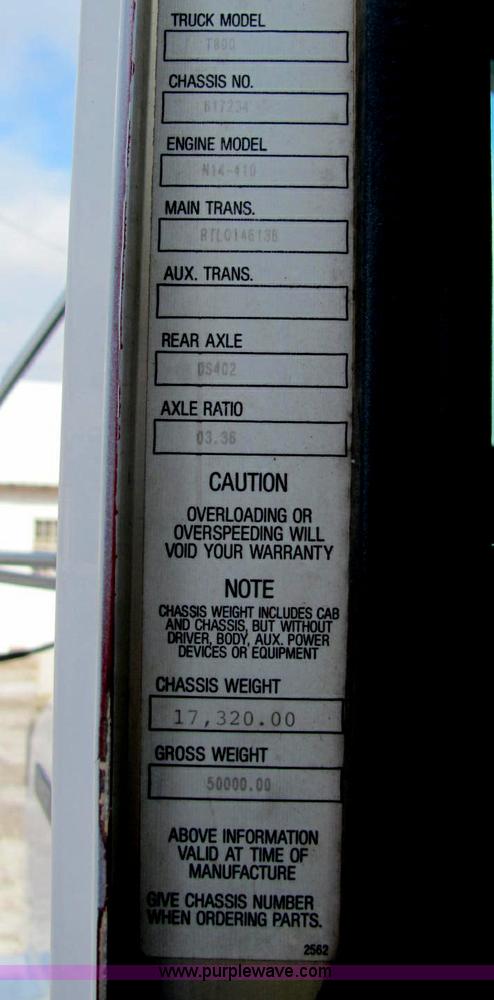 TRUCK MODEL
T800
CHASSIS NO.
617234
ENGINE MODEL
N14-410
MAIN TRANS.
AUX. TRANS.
REAR AXLE
DS402
AXLE RATIO
03.36
CAUTION
OVERLOADING OR
OVERSPEEDING WILL
VOID YOUR WARRANTY
NOTE
CHASSIS WEIGHT INCLUDES CAB
AND CHASSIS, BUT WITHOUT
DRIVER, BODY, AUX. POWER
DEVICES OR EQUIPMENT
CHASSIS WEIGHT
17,320.00
GROSS WEIGHT
50000.00
ABOVE INFORMATION
VALID AT TIME OF
MANUFACTURE
GIVE CHASSIS NUMBER
WHEN ORDERING PARTS.
2562
www.purplewave.com